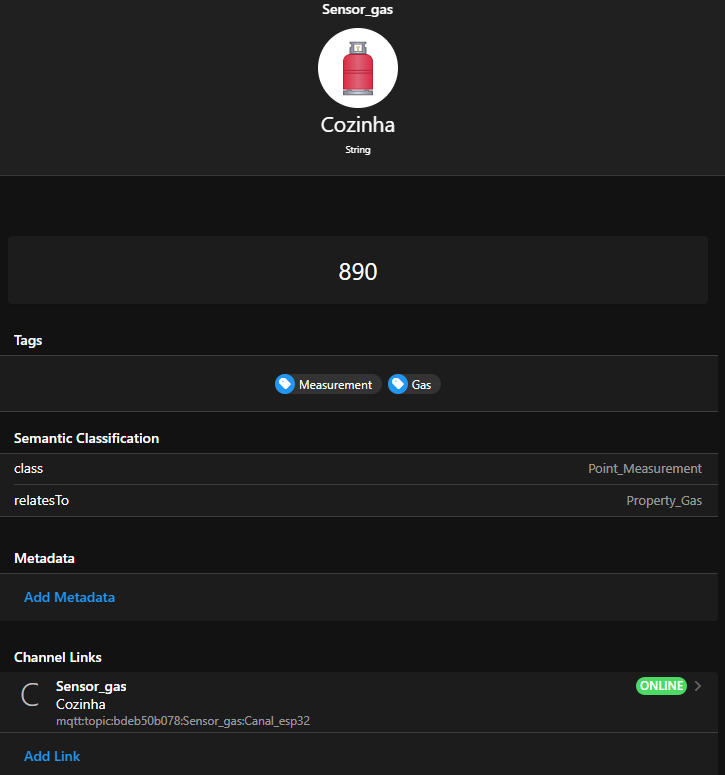 Sensor_gas
Cozinha
String
890
Tags
Measurement Gas
Semantic Classification
class Point_Measurement
relatesTo Property_Gas
Metadata
Add Metadata
Channel Links
C Sensor_gas ONLINE
Cozinha
mqtt:topic:bdeb50b078:Sensor_gas:Canal_esp32
Add Link